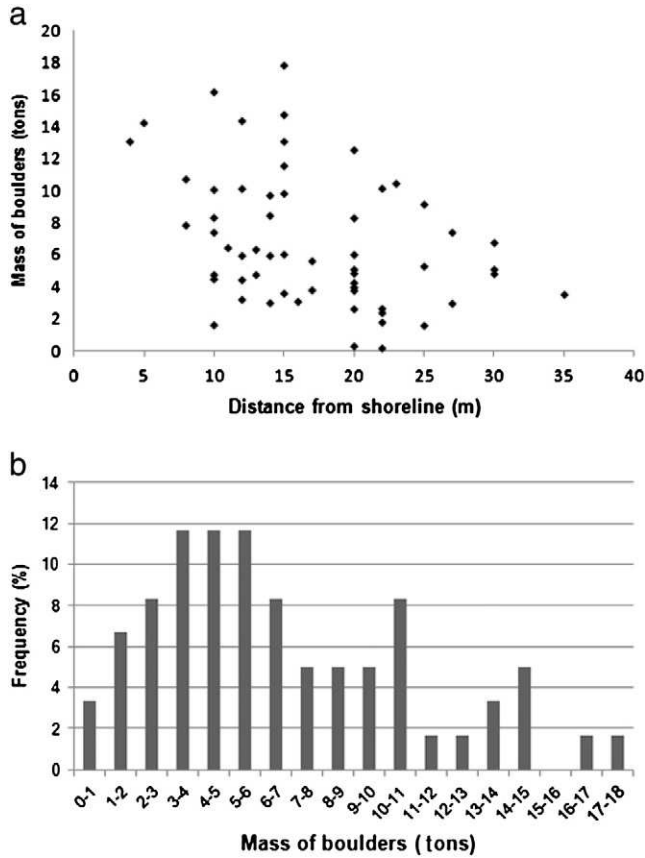 a
Mass of boulders (tons)
20
18
16
14
12
10
8
6
4
2
0
0 5 10 15 20 25 30 35 40
Distance from shoreline (m)
b
Frequency (%)
14
12
10
8
6
4
2
0
0-1 1-2 2-3 3-4 4-5 5-6 6-7 7-8 8-9 9-10 10-11 11-12 12-13 13-14 14-15 15-16 16-17 17-18
Mass of boulders ( tons)